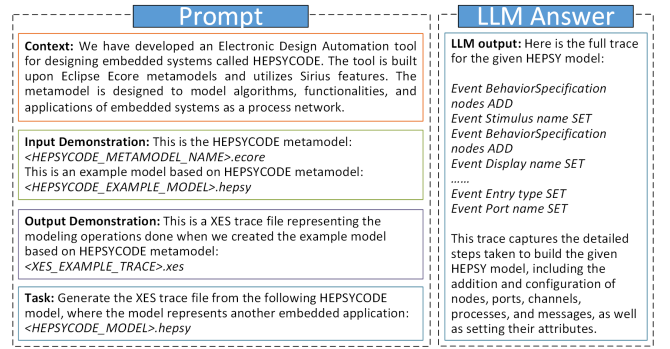 Prompt
Context: We have developed an Electronic Design Automation tool
for designing embedded systems called HEPSYCODE. The tool is built
upon Eclipse Ecore metamodels and utilizes Sirius features. The
metamodel is designed to model algorithms, functionalities, and
applications of embedded systems as a process network.
Input Demonstration: This is the HEPSYCODE metamodel:
<HEPSYCODE_METAMODEL_NAME>.ecore
This is an example model based on HEPSYCODE metamodel:
<HEPSYCODE_EXAMPLE_MODEL>.hepsy
Output Demonstration: This is a XES trace file representing the
modeling operations done when we created the example model
based on HEPSYCODE metamodel:
<XES_EXAMPLE_TRACE>.xes
Task: Generate the XES trace file from the following HEPSYCODE
model, where the model represents another embedded application:
<HEPSYCODE_MODEL>.hepsy
LLM Answer
LLM output: Here is the full trace
for the given HEPSY model:
Event BehaviorSpecification
nodes ADD
Event Stimulus name SET
Event BehaviorSpecification
nodes ADD
Event Display name SET
......
Event Entry type SET
Event Port name SET
This trace captures the detailed
steps taken to build the given
HEPSY model, including the
addition and configuration of
nodes, ports, channels,
processes, and messages, as well
as setting their attributes.